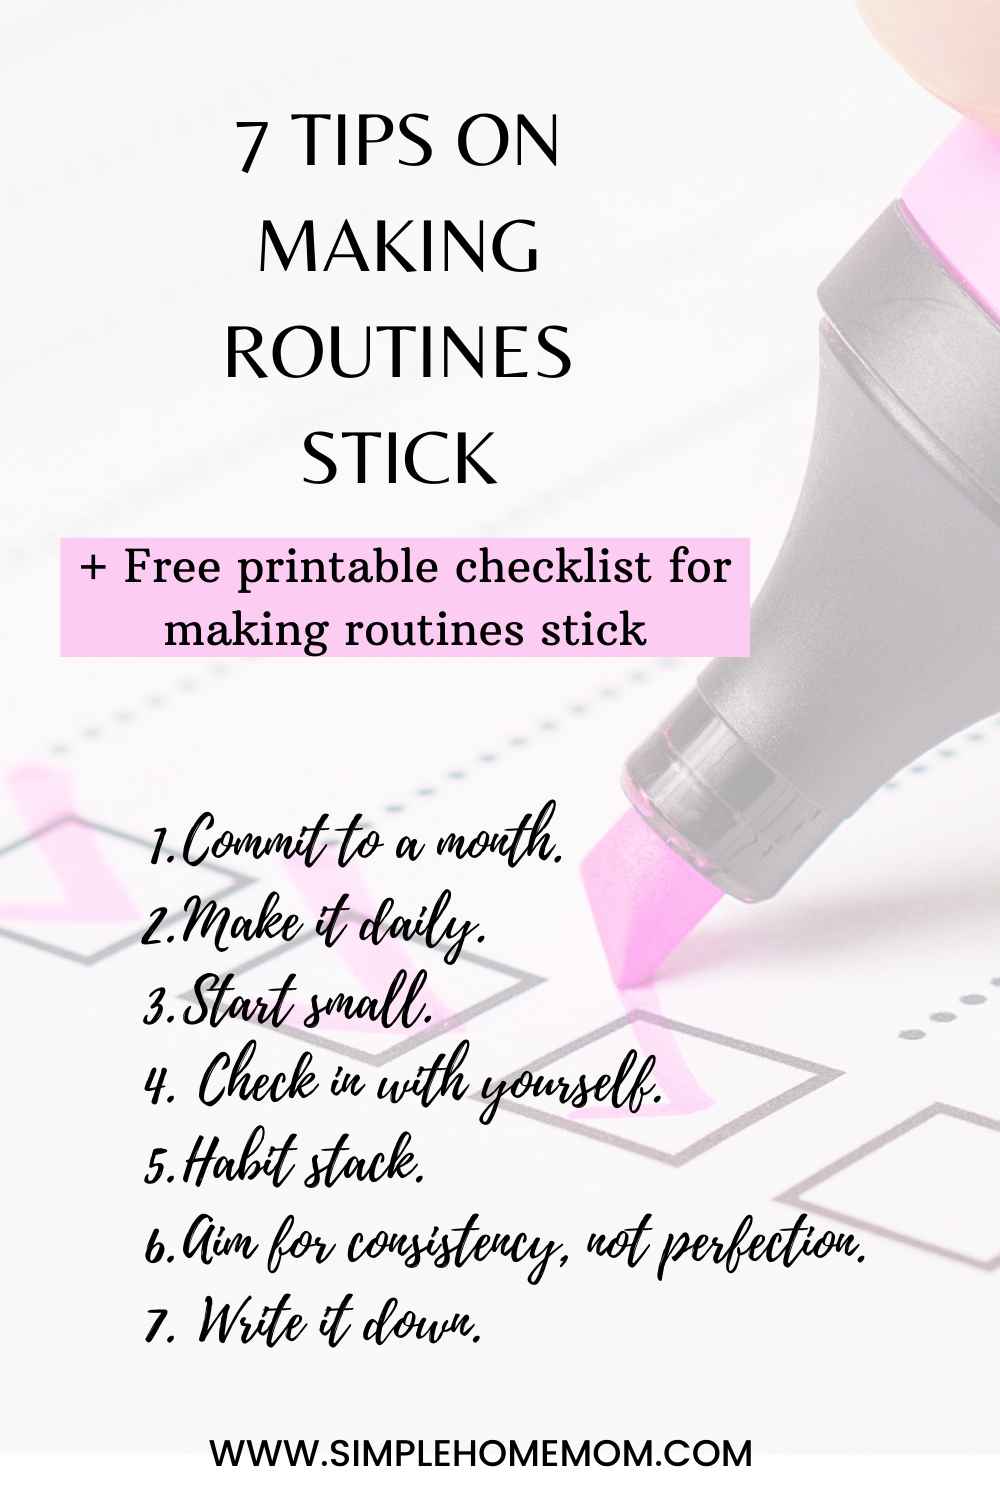 7 TIPS ON
MAKING
ROUTINES
STICK
+ Free printable checklist for
making routines stick
1. Commit to a month.
2. Make it daily.
3. Start small.
4. Check in with yourself.
5. Habit stack.
6. Aim for consistency, not perfection.
7. Write it down.
WWW.SIMPLEHOMEMOM.COM